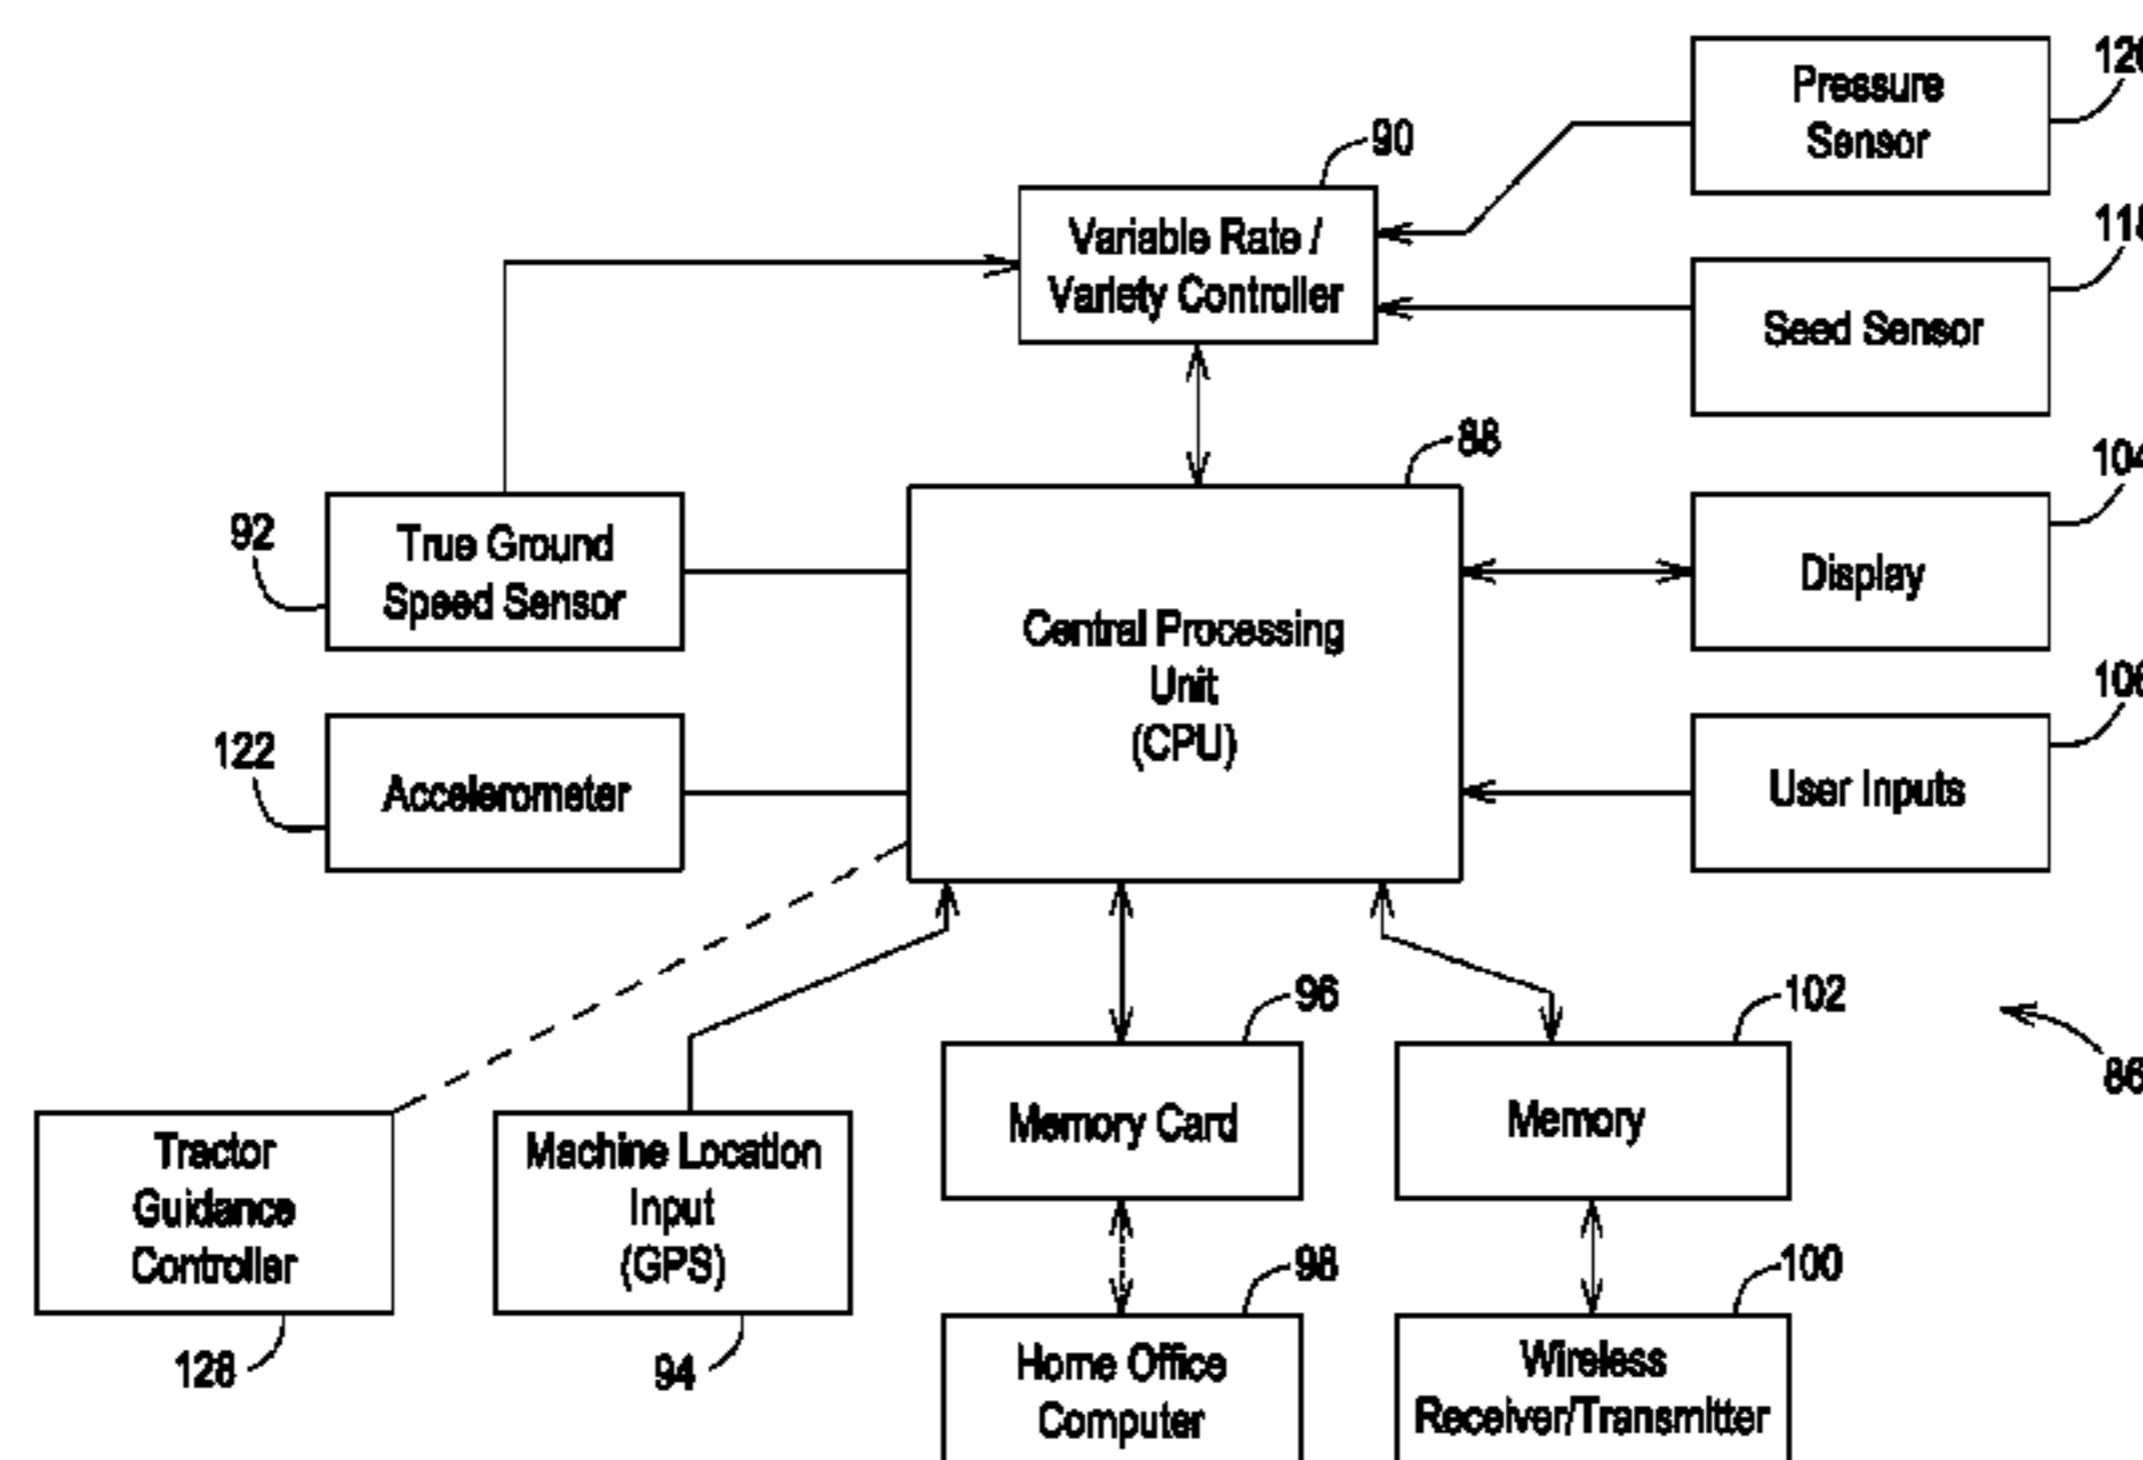 Pressure
Sensor
90
Variable Rate /
Variety Controller
Seed Sensor
88
92
True Ground
Speed Sensor
104
Display
Central Processing
Unit
(CPU)
122
Accelerometer
User Inputs
96
102
86
Memory Card
Memory
Tractor
Guidance
Controller
Machine Location
Input
(GPS)
98
100
128
94
Home Office
Computer
Wireless
Receiver/Transmitter